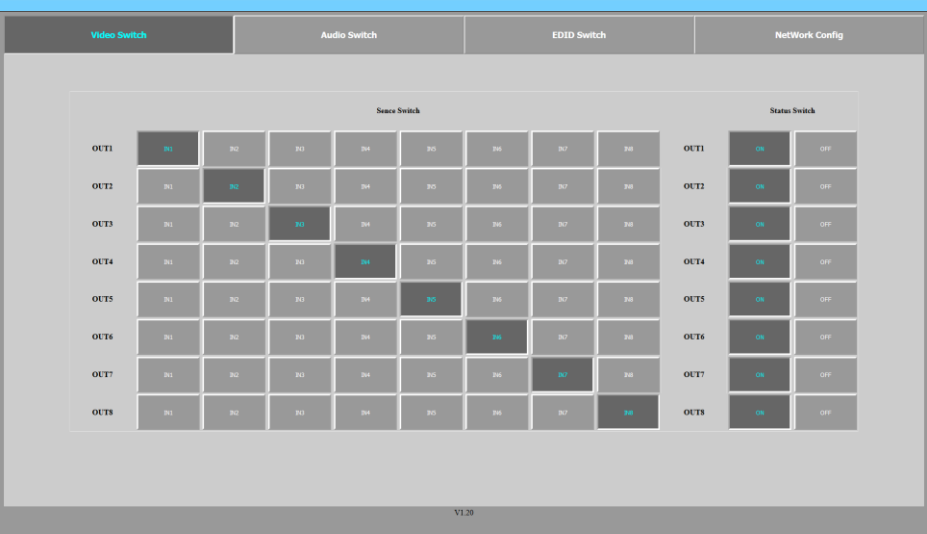 Video Switch Audio Switch EDID Switch NetWork Config
Sence Switch Status Switch
OUT1 IN1 IN2 IN3 IN4 IN5 IN6 IN7 IN8 OUT1 ON OFF
OUT2 IN1 IN2 IN3 IN4 IN5 IN6 IN7 IN8 OUT2 ON OFF
OUT3 IN1 IN2 IN3 IN4 IN5 IN6 IN7 IN8 OUT3 ON OFF
OUT4 IN1 IN2 IN3 IN4 IN5 IN6 IN7 IN8 OUT4 ON OFF
OUT5 IN1 IN2 IN3 IN4 IN5 IN6 IN7 IN8 OUT5 ON OFF
OUT6 IN1 IN2 IN3 IN4 IN5 IN6 IN7 IN8 OUT6 ON OFF
OUT7 IN1 IN2 IN3 IN4 IN5 IN6 IN7 IN8 OUT7 ON OFF
OUT8 IN1 IN2 IN3 IN4 IN5 IN6 IN7 IN8 OUT8 ON OFF
V1.20